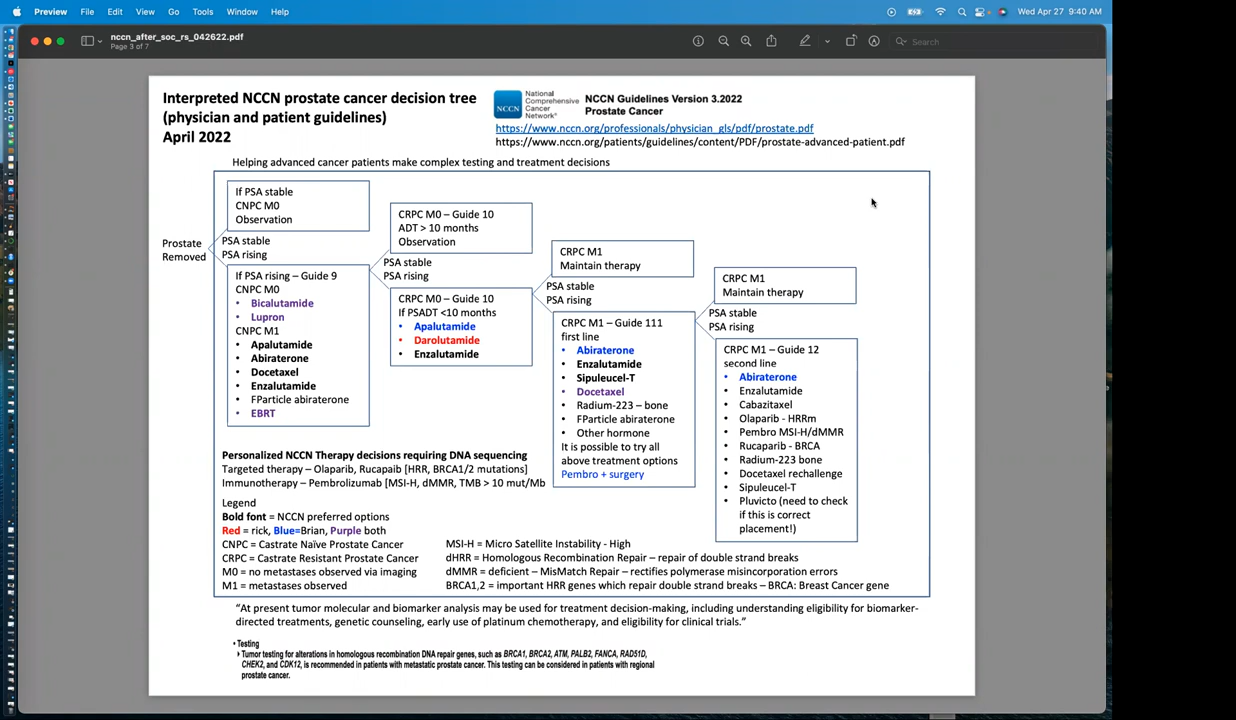 Preview File Edit View Go Tools Window Help
Wed Apr 27 9:40 AM
nccn_after_soc_rs_042622.pdf
Page 3 of 7
Search
Interpreted NCCN prostate cancer decision tree
(physician and patient guidelines)
April 2022
NCCN
National
Comprehensive
Cancer
Network®
NCCN Guidelines Version 3.2022
Prostate Cancer
https://www.nccn.org/professionals/physician_gls/pdf/prostate.pdf
https://www.nccn.org/patients/guidelines/content/PDF/prostate-advanced-patient.pdf
Helping advanced cancer patients make complex testing and treatment decisions
Prostate
Removed
If PSA stable
CNPC M0
Observation
PSA stable
PSA rising
If PSA rising – Guide 9
CNPC M0
• Bicalutamide
• Lupron
CNPC M1
• Apalutamide
• Abiraterone
• Docetaxel
• Enzalutamide
• FParticle abiraterone
• EBRT
CRPC M0 – Guide 10
ADT > 10 months
Observation
PSA stable
PSA rising
CRPC M0 – Guide 10
If PSADT <10 months
• Apalutamide
• Darolutamide
• Enzalutamide
CRPC M1
Maintain therapy
PSA stable
PSA rising
CRPC M1 – Guide 111
first line
• Abiraterone
• Enzalutamide
• Sipuleucel-T
• Docetaxel
• Radium-223 – bone
• FParticle abiraterone
• Other hormone
It is possible to try all
above treatment options
Pembro + surgery
CRPC M1
Maintain therapy
PSA stable
PSA rising
CRPC M1 – Guide 12
second line
• Abiraterone
• Enzalutamide
• Cabazitaxel
• Olaparib - HRRm
• Pembro MSI-H/dMMR
• Rucaparib - BRCA
• Radium-223 bone
• Docetaxel rechallenge
• Sipuleucel-T
• Pluvicto (need to check
if this is correct
placement!)
Personalized NCCN Therapy decisions requiring DNA sequencing
Targeted therapy – Olaparib, Rucapaib [HRR, BRCA1/2 mutations]
Immunotherapy – Pembrolizumab [MSI-H, dMMR, TMB > 10 mut/Mb
Legend
Bold font = NCCN preferred options
Red = rick, Blue=Brian, Purple both
CNPC = Castrate Naïve Prostate Cancer
CRPC = Castrate Resistant Prostate Cancer
M0 = no metastases observed via imaging
M1 = metastases observed
MSI-H = Micro Satellite Instability - High
dHRR = Homologous Recombination Repair – repair of double strand breaks
dMMR = deficient – MisMatch Repair – rectifies polymerase misincorporation errors
BRCA1,2 = important HRR genes which repair double strand breaks – BRCA: Breast Cancer gene
“At present tumor molecular and biomarker analysis may be used for treatment decision-making, including understanding eligibility for biomarker-
directed treatments, genetic counseling, early use of platinum chemotherapy, and eligibility for clinical trials.”
• Testing
Tumor testing for alterations in homologous recombination DNA repair genes, such as BRCA1, BRCA2, ATM, PALB2, FANCA, RAD51D,
CHEK2, and CDK12, is recommended in patients with metastatic prostate cancer. This testing can be considered in patients with regional
prostate cancer.